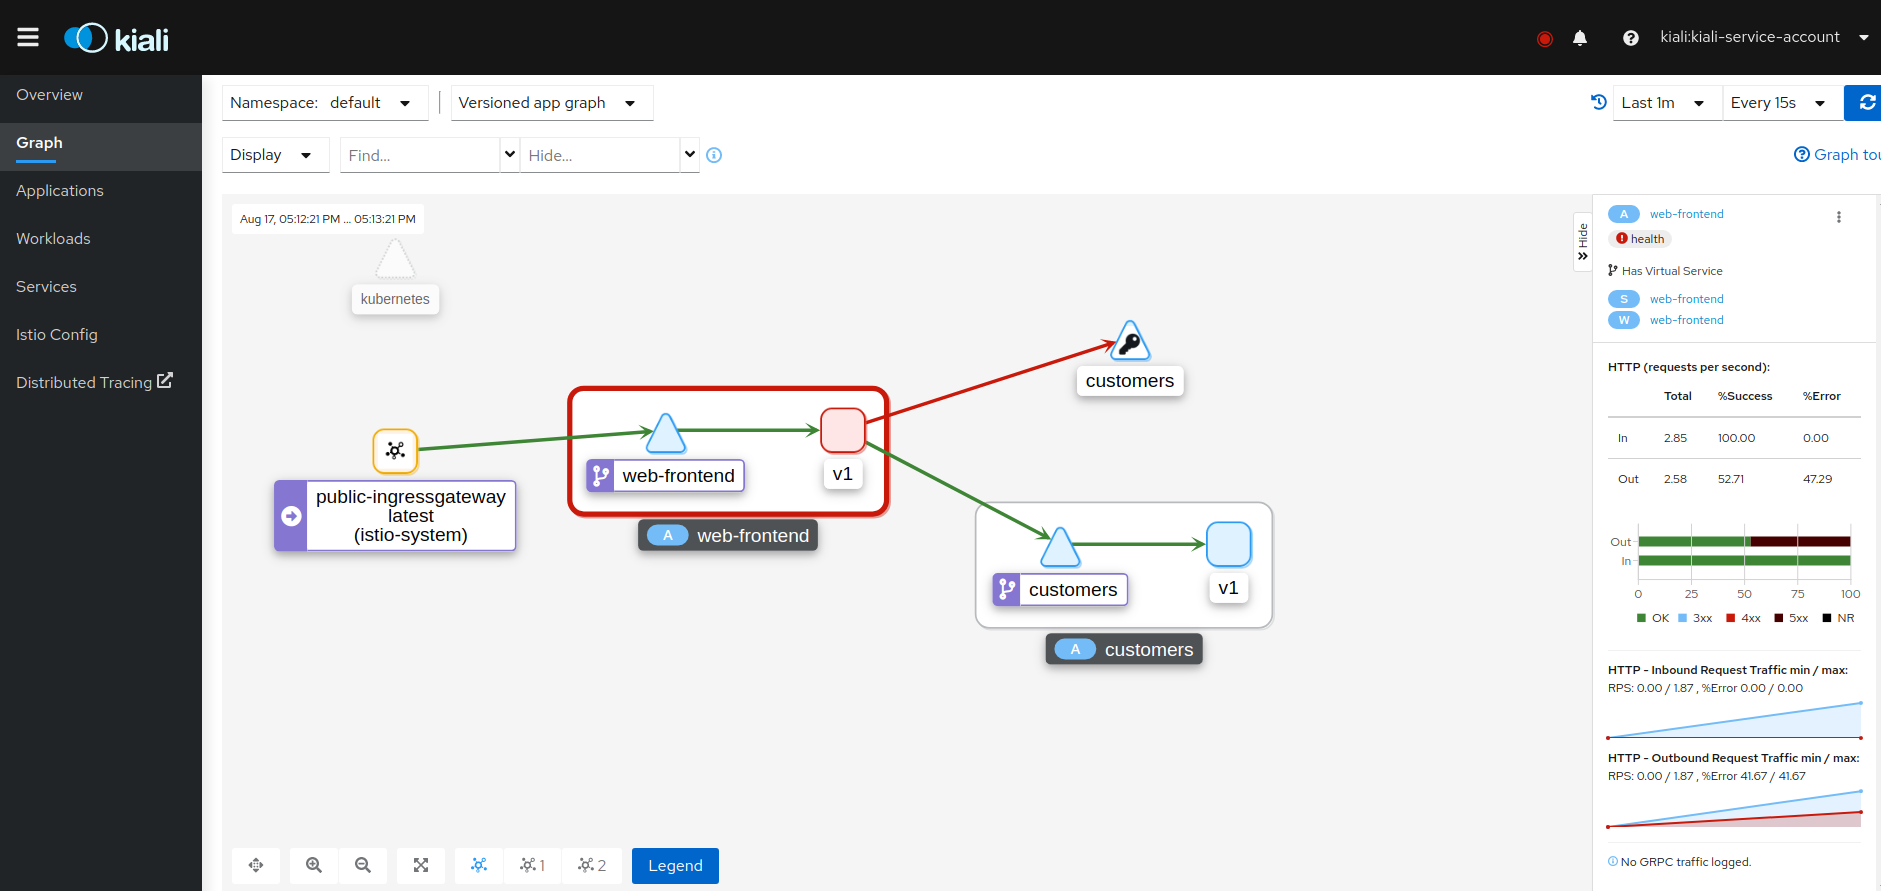 kiali
kiali:kiali-service-account
Overview
Graph
Applications
Workloads
Services
Istio Config
Distributed Tracing
Namespace: default
Versioned app graph
Last 1m
Every 15s
Display
Find...
Hide...
Graph tou
Aug 17, 05:12:21 PM ... 05:13:21 PM
kubernetes
customers
web-frontend
v1
A web-frontend
public-ingressgateway
latest
(istio-system)
customers
v1
A customers
Legend
1
2
Hide
A web-frontend
health
Has Virtual Service
S web-frontend
W web-frontend
HTTP (requests per second):
Total %Success %Error
In 2.85 100.00 0.00
Out 2.58 52.71 47.29
Out
In
0 25 50 75 100
OK 3xx 4xx 5xx NR
HTTP - Inbound Request Traffic min / max:
RPS: 0.00 / 1.87 , %Error 0.00 / 0.00
HTTP - Outbound Request Traffic min / max:
RPS: 0.00 / 1.87 , %Error 41.67 / 41.67
No GRPC traffic logged.